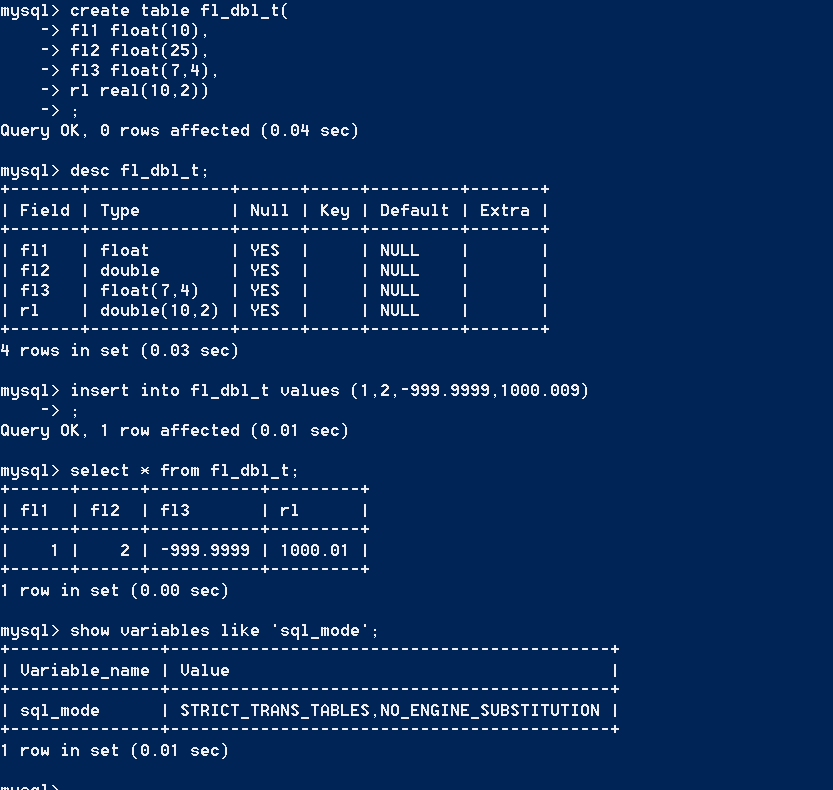 mysql> create table fl_dbl_t(
    -> fl1 float(10),
    -> fl2 float(25),
    -> fl3 float(7,4),
    -> rl real(10,2))
    -> ;
Query OK, 0 rows affected (0.04 sec)
mysql> desc fl_dbl_t;
+-------+--------------+------+-----+---------+-------+
| Field | Type         | Null | Key | Default | Extra |
+-------+--------------+------+-----+---------+-------+
| fl1   | float        | YES  |     | NULL    |       |
| fl2   | double       | YES  |     | NULL    |       |
| fl3   | float(7,4)   | YES  |     | NULL    |       |
| rl    | double(10,2) | YES  |     | NULL    |       |
+-------+--------------+------+-----+---------+-------+
4 rows in set (0.03 sec)
mysql> insert into fl_dbl_t values (1,2,-999.9999,1000.009)
    -> ;
Query OK, 1 row affected (0.01 sec)
mysql> select * from fl_dbl_t;
+------+------+-----------+---------+
| fl1  | fl2  | fl3       | rl      |
+------+------+-----------+---------+
|    1 |    2 | -999.9999 | 1000.01 |
+------+------+-----------+---------+
1 row in set (0.00 sec)
mysql> show variables like 'sql_mode';
+---------------+--------------------------------------------+
| Variable_name | Value                                      |
+---------------+--------------------------------------------+
| sql_mode      | STRICT_TRANS_TABLES,NO_ENGINE_SUBSTITUTION |
+---------------+--------------------------------------------+
1 row in set (0.01 sec)
mysql>